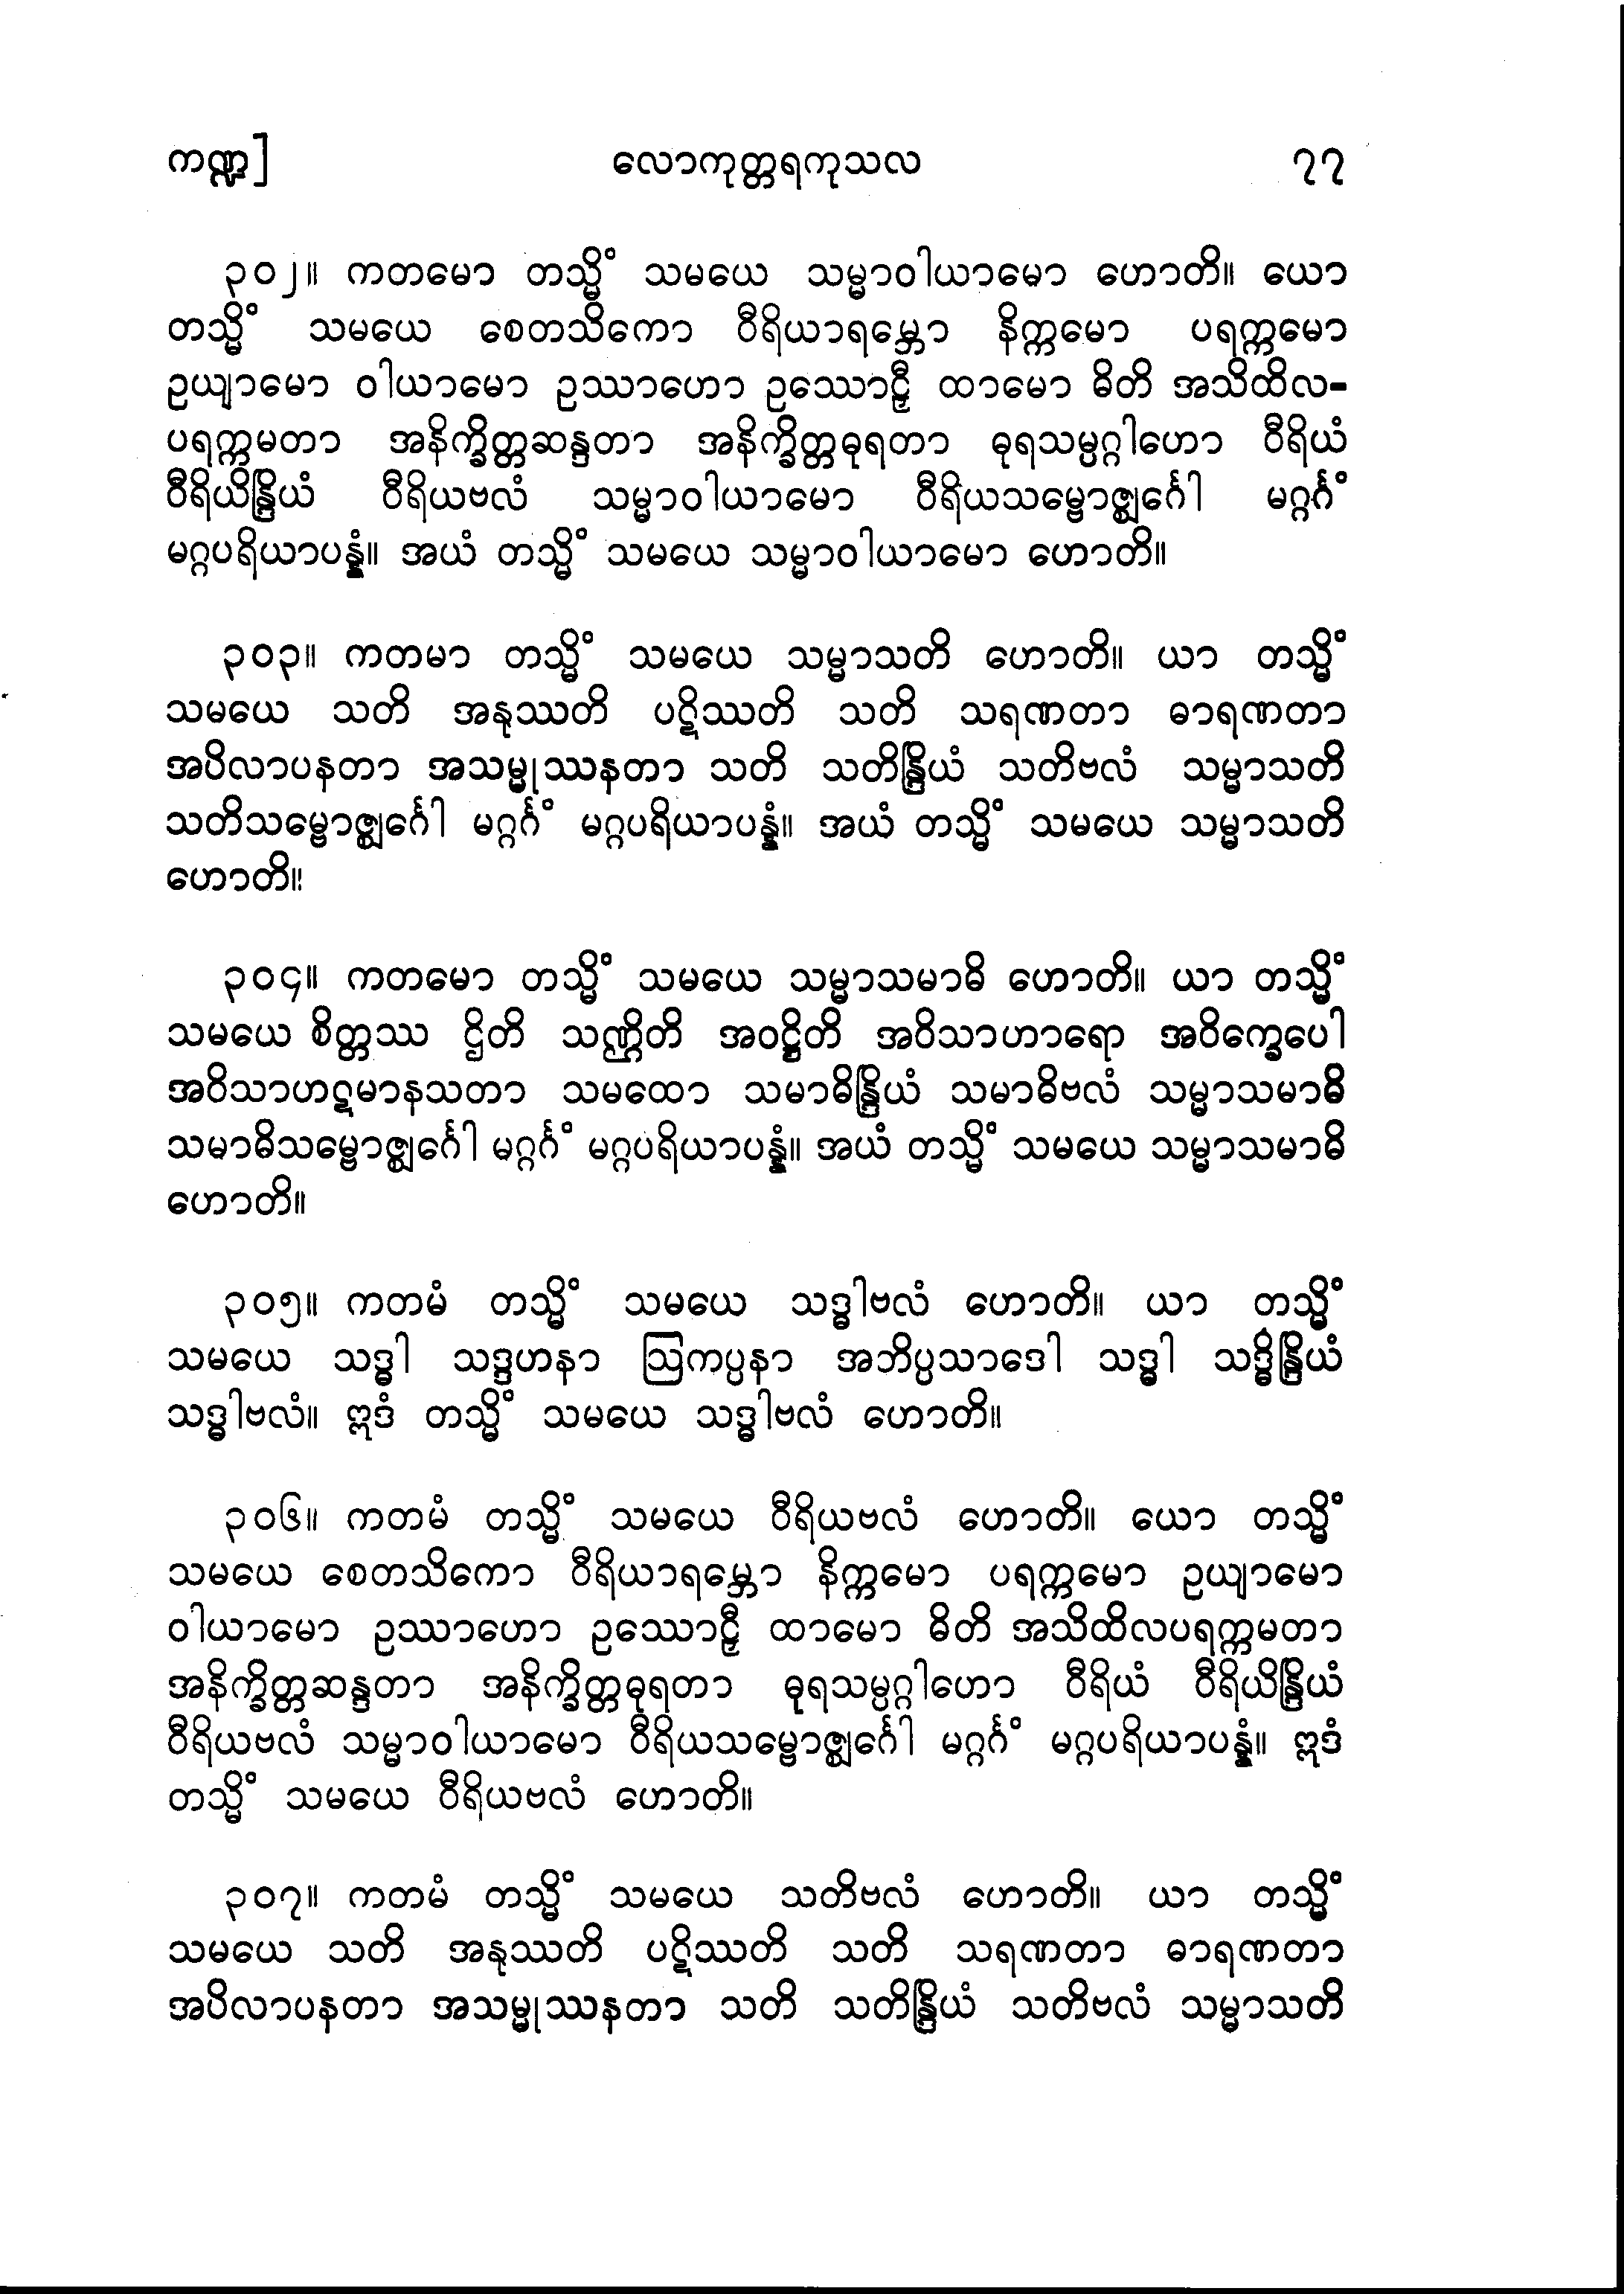 ကဏ္ဍ] လောကုတ္တရကုသလ ၇၇
၃၀၂။ ကတမော တသ္မိံ သမယေ သမ္မာဝါယာမော ဟောတိ။ ယော
တသ္မိံ သမယေ စေတသိကော ဝီရိယာရမ္ဘော နိက္ကမော ပရက္ကမော
ဥယျာမော ဝါယာမော ဥဿာဟော ဥဿောဠှီ ထာမော ဓိတိ အသိထိလ-
ပရက္ကမတာ အနိက္ခိတ္တဆန္ဒတာ အနိက္ခိတ္တဓုရတာ ဓုရသမ္ပဂ္ဂါဟော ဝီရိယံ
ဝီရိယိန္ဒြိယံ ဝီရိယဗလံ သမ္မာဝါယာမော ဝီရိယသမ္ဗောဇ္ဈင်္ဂေါ မဂ္ဂင်္ဂံ
မဂ္ဂပရိယာပန္နံ။ အယံ တသ္မိံ သမယေ သမ္မာဝါယာမော ဟောတိ။
၃၀၃။ ကတမာ တသ္မိံ သမယေ သမ္မာသတိ ဟောတိ။ ယာ တသ္မိံ
သမယေ သတိ အနုဿတိ ပဋိဿတိ သတိ သရဏတာ ဓာရဏတာ
အပိလာပနတာ အသမ္မုဿနတာ သတိ သတိန္ဒြိယံ သတိဗလံ သမ္မာသတိ
သတိသမ္ဗောဇ္ဈင်္ဂေါ မဂ္ဂင်္ဂံ မဂ္ဂပရိယာပန္နံ။ အယံ တသ္မိံ သမယေ သမ္မာသတိ
ဟောတိ။
၃၀၄။ ကတမော တသ္မိံ သမယေ သမ္မာသမာဓိ ဟောတိ။ ယာ တသ္မိံ
သမယေ စိတ္တဿ ဌိတိ သဏ္ဌိတိ အဝဋ္ဌိတိ အဝိသာဟာရော အဝိက္ခေပေါ
အဝိသာဟဋမာနသတာ သမထော သမာဓိန္ဒြိယံ သမာဓိဗလံ သမ္မာသမာဓိ
သမာဓိသမ္ဗောဇ္ဈင်္ဂေါ မဂ္ဂင်္ဂံ မဂ္ဂပရိယာပန္နံ။ အယံ တသ္မိံ သမယေ သမ္မာသမာဓိ
ဟောတိ။
၃၀၅။ ကတမံ တသ္မိံ သမယေ သဒ္ဓါဗလံ ဟောတိ။ ယာ တသ္မိံ
သမယေ သဒ္ဓါ သဒ္ဒဟနာ ဩကပ္ပနာ အဘိပ္ပသာဒေါ သဒ္ဓါ သဒ္ဓိန္ဒြိယံ
သဒ္ဓါဗလံ။ ဣဒံ တသ္မိံ သမယေ သဒ္ဓါဗလံ ဟောတိ။
၃၀၆။ ကတမံ တသ္မိံ သမယေ ဝီရိယဗလံ ဟောတိ။ ယော တသ္မိံ
သမယေ စေတသိကော ဝီရိယာရမ္ဘော နိက္ကမော ပရက္ကမော ဥယျာမော
ဝါယာမော ဥဿာဟော ဥဿောဠှီ ထာမော ဓိတိ အသိထိလပရက္ကမတာ
အနိက္ခိတ္တဆန္ဒတာ အနိက္ခိတ္တဓုရတာ ဓုရသမ္ပဂ္ဂါဟော ဝီရိယံ ဝီရိယိန္ဒြိယံ
ဝီရိယဗလံ သမ္မာဝါယာမော ဝီရိယသမ္ဗောဇ္ဈင်္ဂေါ မဂ္ဂင်္ဂံ မဂ္ဂပရိယာပန္နံ။ ဣဒံ
တသ္မိံ သမယေ ဝီရိယဗလံ ဟောတိ။
၃၀၇။ ကတမံ တသ္မိံ သမယေ သတိဗလံ ဟောတိ။ ယာ တသ္မိံ
သမယေ သတိ အနုဿတိ ပဋိဿတိ သတိ သရဏတာ ဓာရဏတာ
အပိလာပနတာ အသမ္မုဿနတာ သတိ သတိန္ဒြိယံ သတိဗလံ သမ္မာသတိ